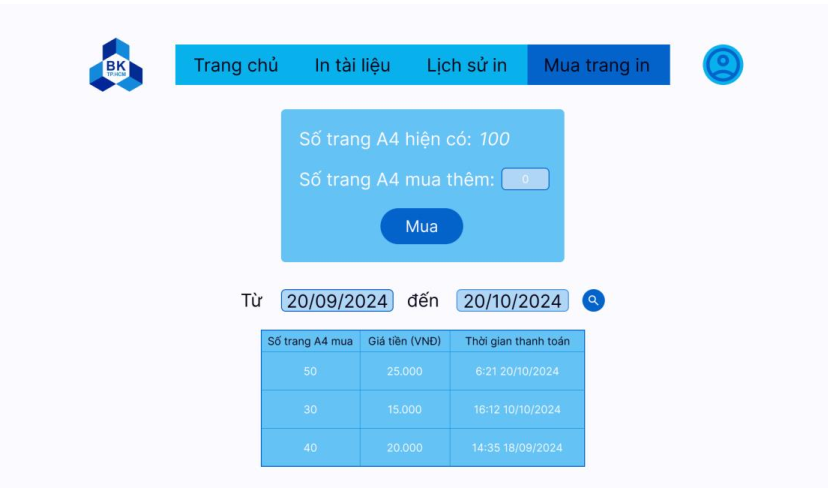 BK
TP.HCM
Trang chủ In tài liệu Lịch sử in Mua trang in
Số trang A4 hiện có: 100
Số trang A4 mua thêm: 0
Mua
Từ 20/09/2024 đến 20/10/2024
Số trang A4 mua Giá tiền (VNĐ) Thời gian thanh toán
50 25.000 6:21 20/10/2024
30 15.000 16:12 10/10/2024
40 20.000 14:35 18/09/2024